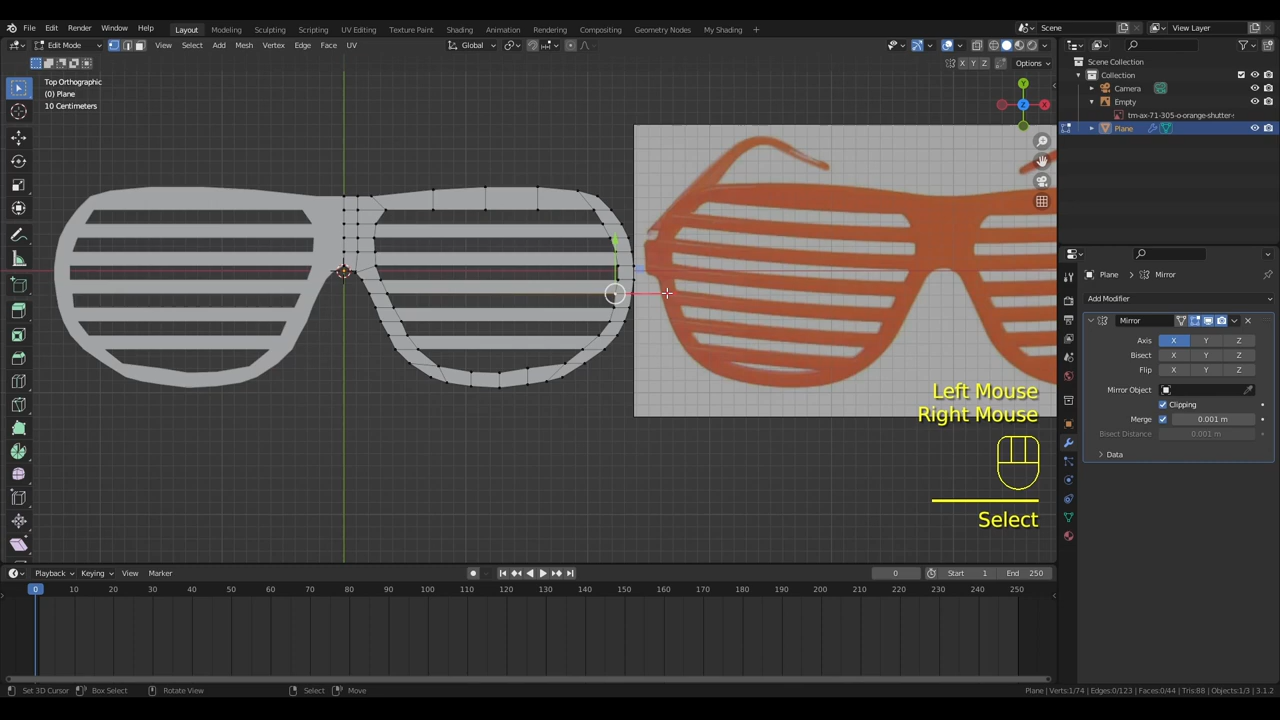 File Edit Render Window Help Layout Modeling Sculpting UV Editing Texture Paint Shading Animation Rendering Compositing Geometry Nodes My Shading + Scene View Layer
Edit Mode View Select Add Mesh Vertex Edge Face UV Global
X Y Z Options
Top Orthographic
(0) Plane
10 Centimeters
Y
Z
X
Scene Collection
Collection
Camera
Empty
tm-ax-71-305-o-orange-shutter-
Plane
Plane > Mirror
Add Modifier
Mirror
Axis X Y Z
Bisect X Y Z
Flip X Y Z
Mirror Object
Clipping
Merge 0.001 m
Bisect Distance 0.001 m
Data
Left Mouse
Right Mouse
Select
Playback Keying View Marker 0 Start 1 End 250
0 10 20 30 40 50 60 70 80 90 100 110 120 130 140 150 160 170 180 190 200 210 220 230 240 250
Set 3D Cursor Box Select Rotate View Select Move Plane | Verts:1/74 | Edges:0/123 | Faces:0/44 | Tris:88 | Objects:1/3 | 3.1.2